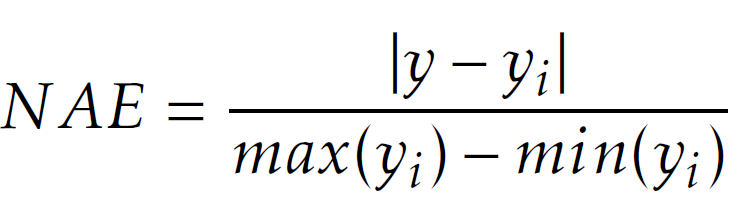 NAE = |y − y_i| / max(y_i) − min(y_i)